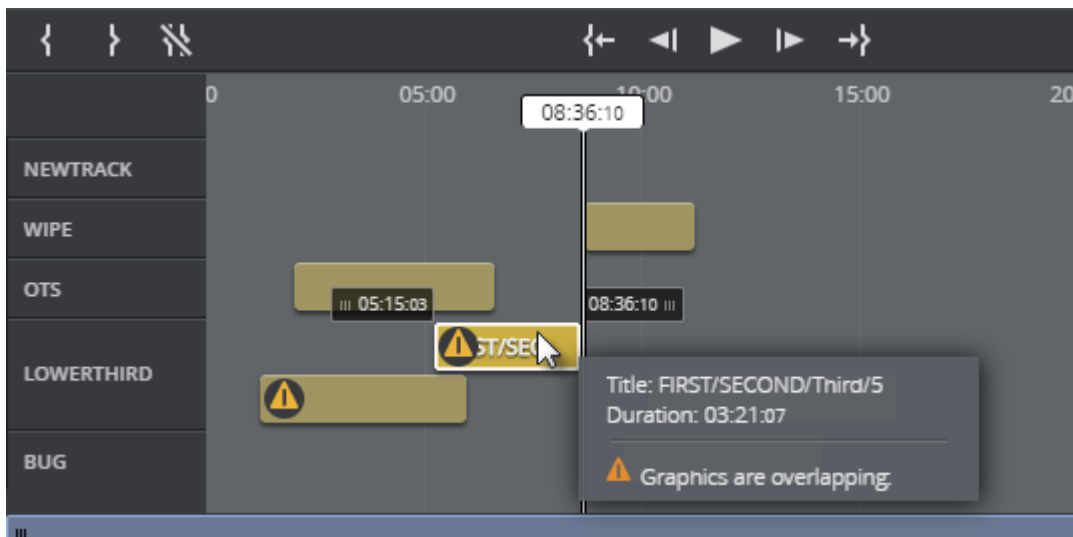 0 05:00 10:00 15:00 20
08:36:10
NEWTRACK
WIPE
OTS
05:15:03 08:36:10
ST/SEC
LOWERTHIRD
Title: FIRST/SECOND/Third/5
Duration: 03:21:07
Graphics are overlapping.
BUG